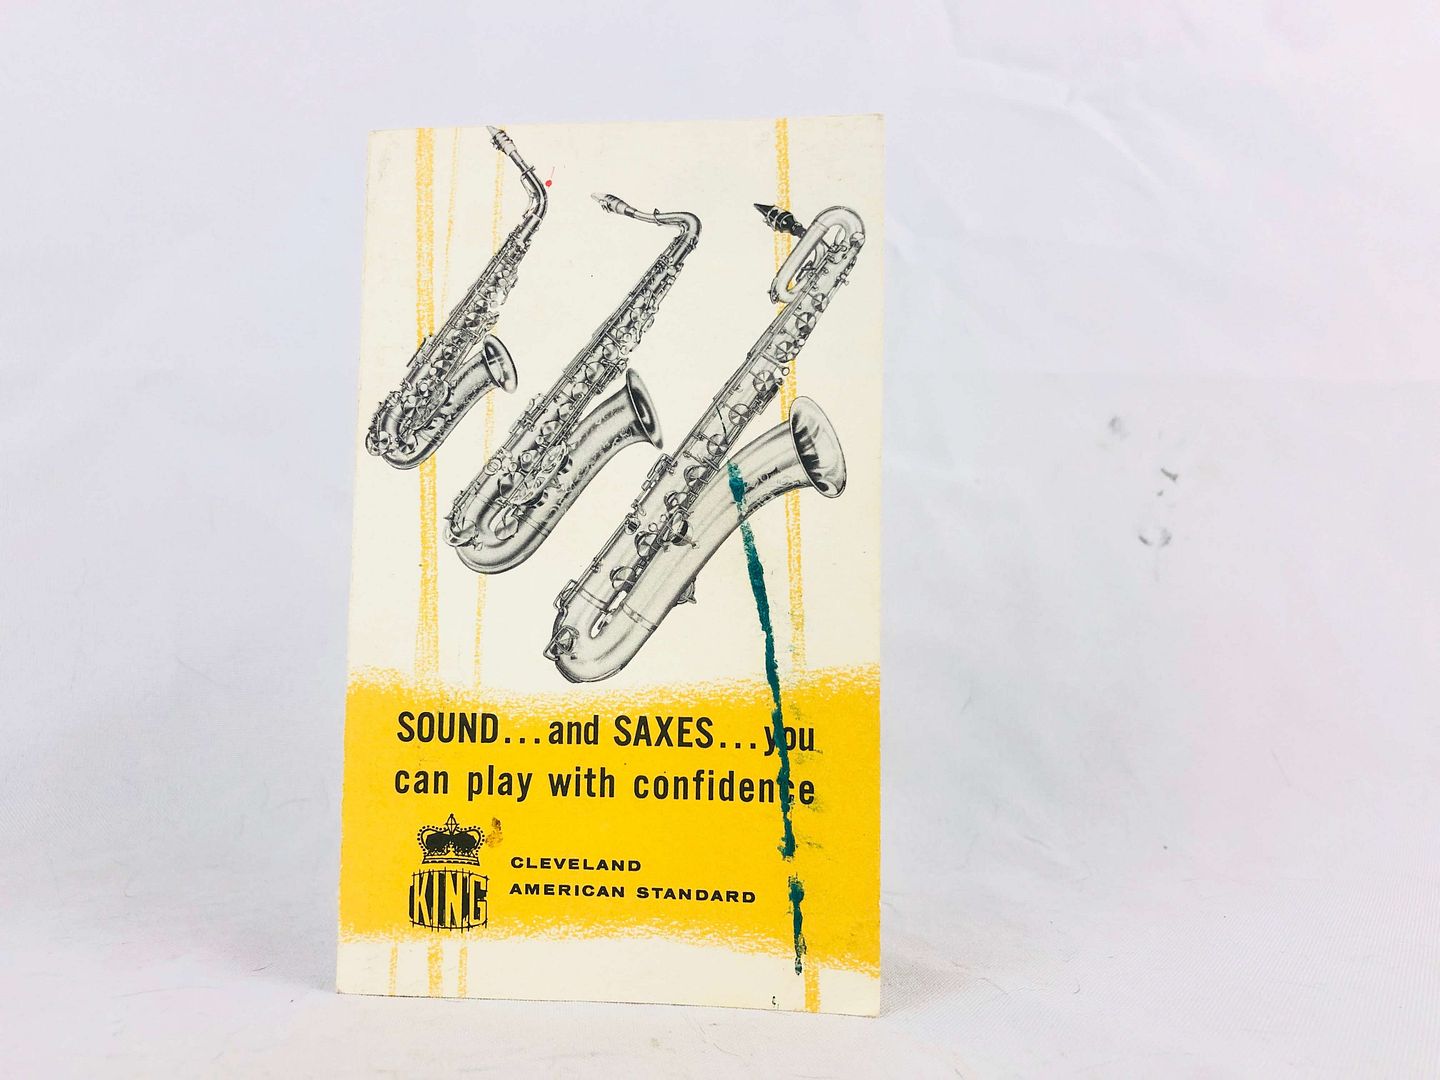 SOUND...and SAXES...you
can play with confidence
KING
CLEVELAND
AMERICAN STANDARD